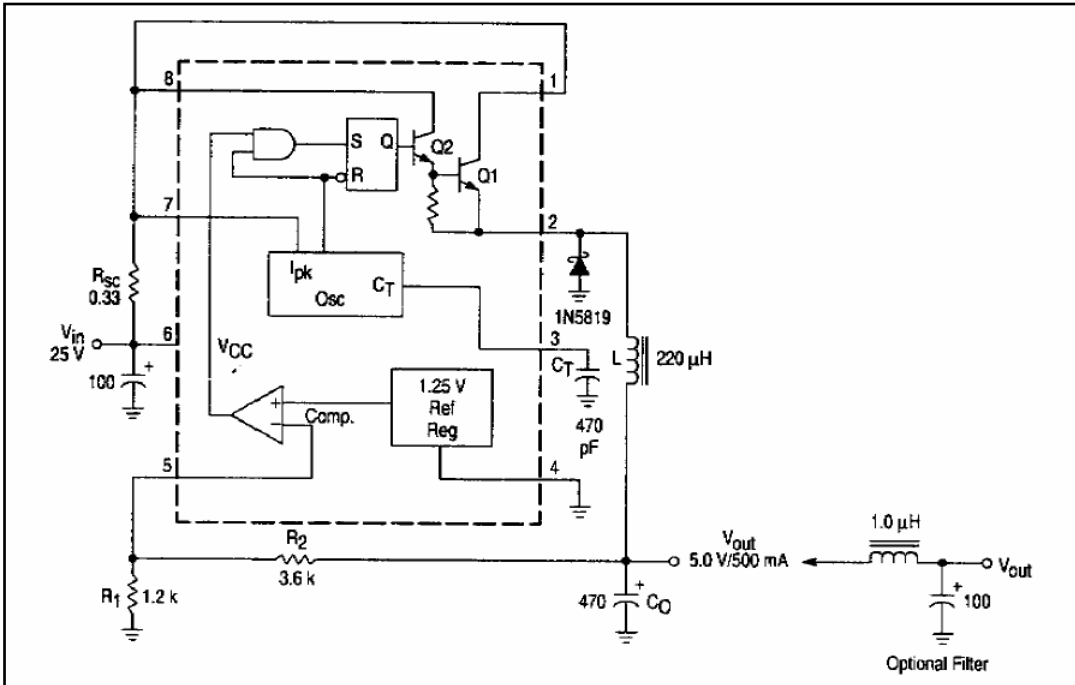 8
1
S
Q
Q2
R
Q1
7
2
Ipk
CT
Osc
Rsc
0.33
1N5819
Vin
25 V
6
3
VCC
CT
L
220 µH
100
+
1.25 V
Ref
Reg
470
pF
+
−
Comp.
5
4
R2
3.6 k
Vout
5.0 V/500 mA
1.0 µH
Vout
R1
1.2 k
470
+
CO
+
100
Optional Filter